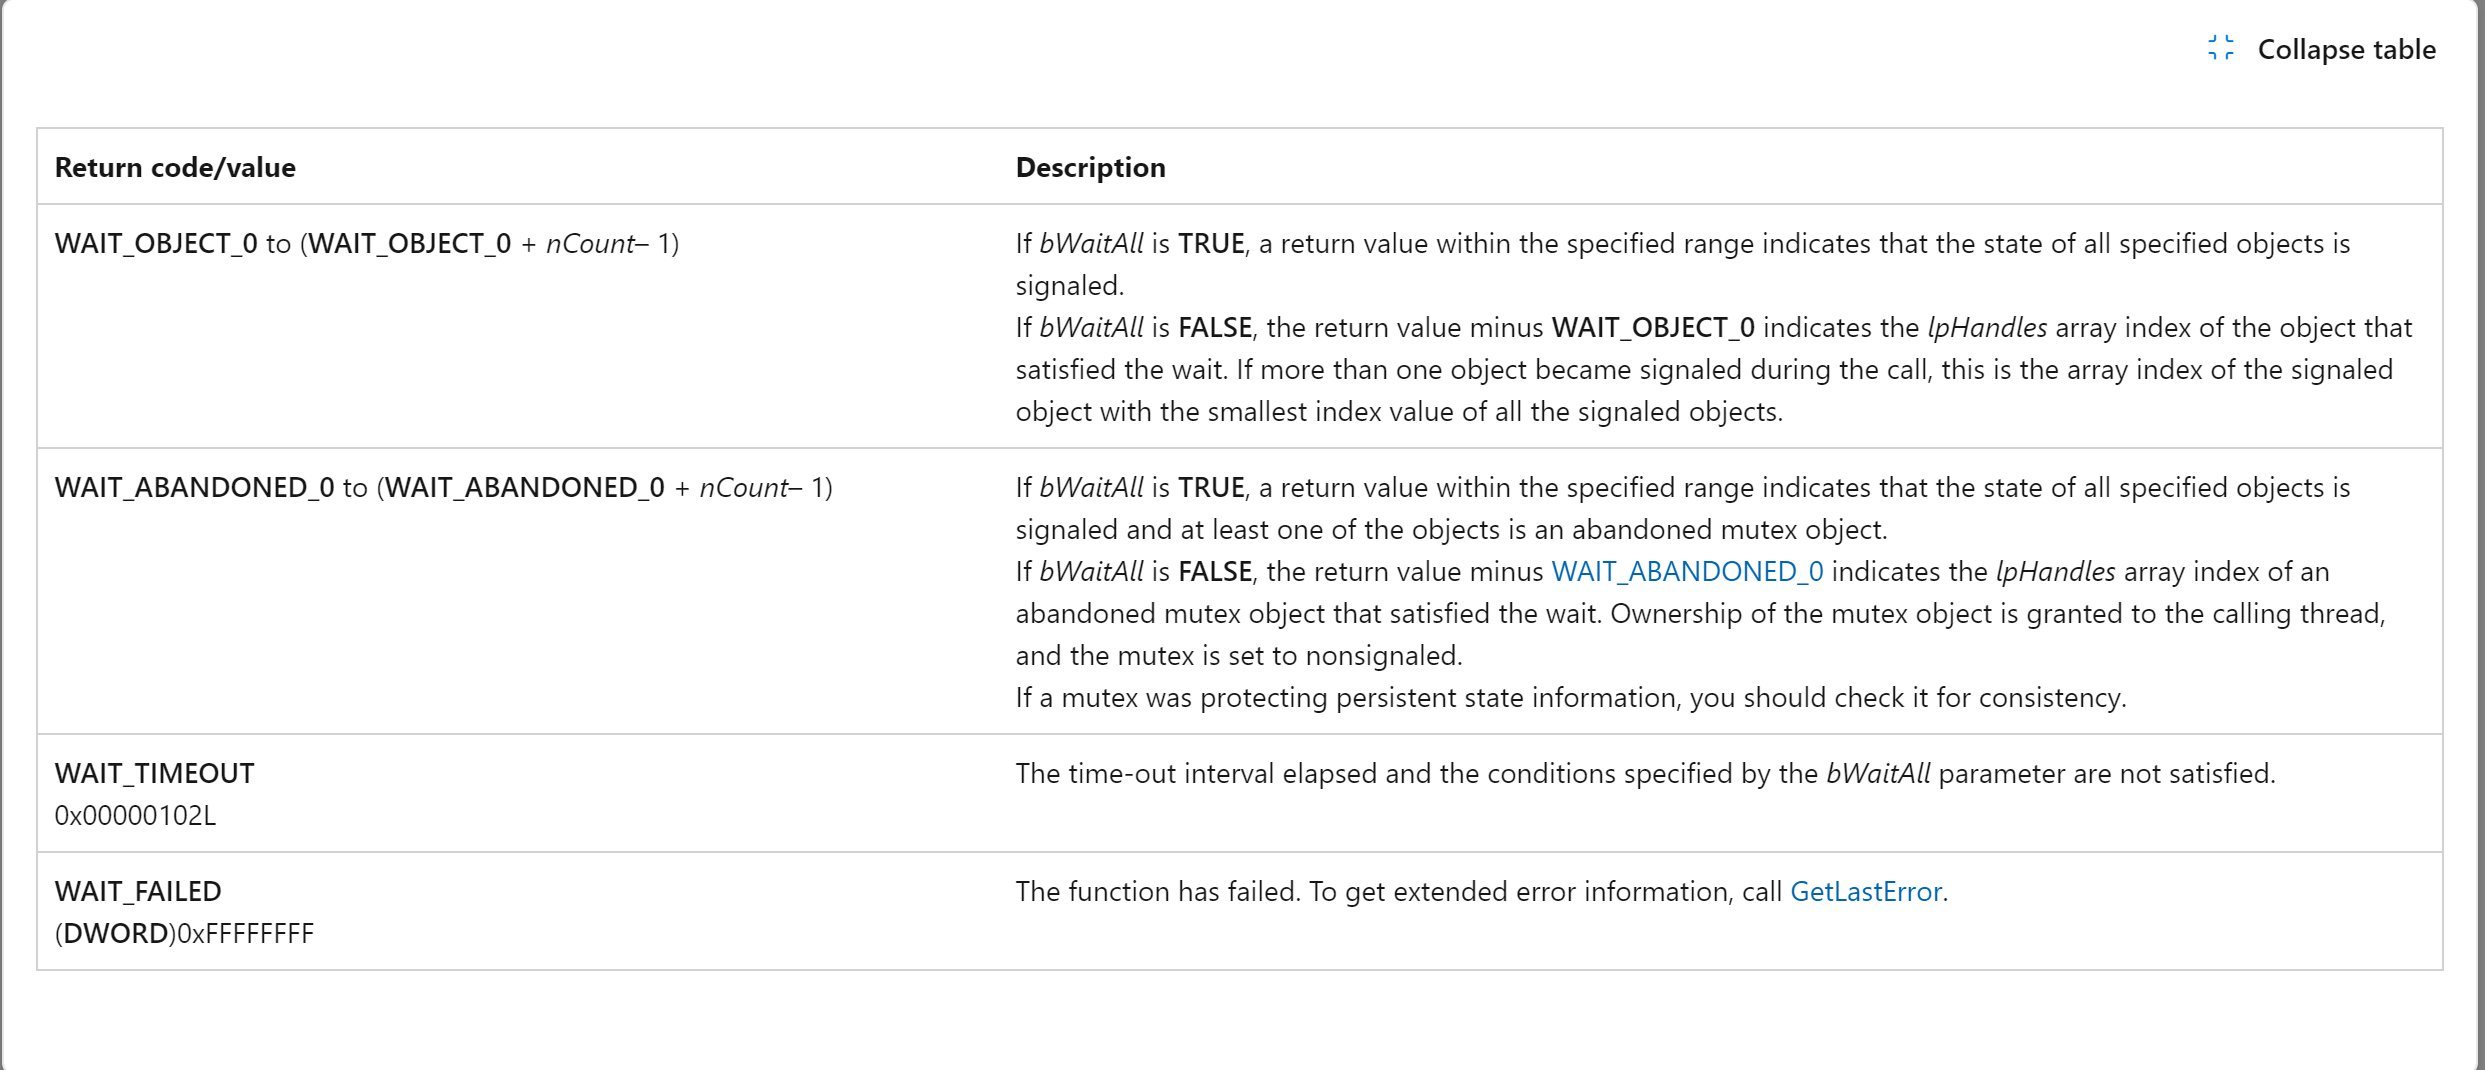 Collapse table
Return code/value
Description
WAIT_OBJECT_0 to (WAIT_OBJECT_0 + nCount– 1)
If bWaitAll is TRUE, a return value within the specified range indicates that the state of all specified objects is
signaled.
If bWaitAll is FALSE, the return value minus WAIT_OBJECT_0 indicates the lpHandles array index of the object that
satisfied the wait. If more than one object became signaled during the call, this is the array index of the signaled
object with the smallest index value of all the signaled objects.
WAIT_ABANDONED_0 to (WAIT_ABANDONED_0 + nCount– 1)
If bWaitAll is TRUE, a return value within the specified range indicates that the state of all specified objects is
signaled and at least one of the objects is an abandoned mutex object.
If bWaitAll is FALSE, the return value minus WAIT_ABANDONED_0 indicates the lpHandles array index of an
abandoned mutex object that satisfied the wait. Ownership of the mutex object is granted to the calling thread,
and the mutex is set to nonsignaled.
If a mutex was protecting persistent state information, you should check it for consistency.
WAIT_TIMEOUT
0x00000102L
The time-out interval elapsed and the conditions specified by the bWaitAll parameter are not satisfied.
WAIT_FAILED
(DWORD)0xFFFFFFFF
The function has failed. To get extended error information, call GetLastError.